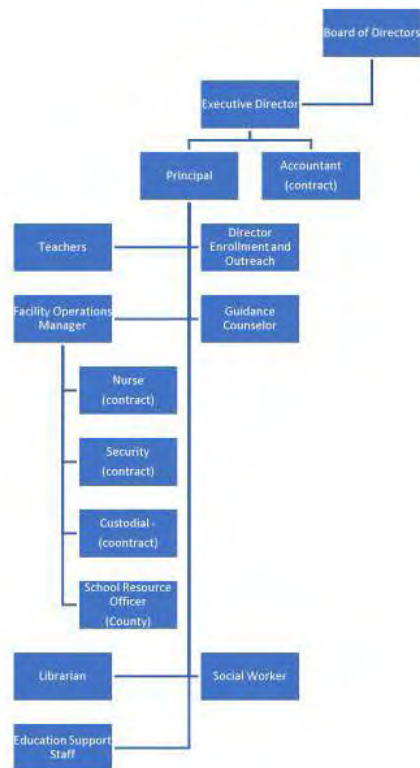 Board of Directors
Executive Director
Principal
Accountant
(contract)
Teachers
Director
Enrollment and
Outreach
Facility Operations
Manager
Guidance
Counselor
Nurse
(contract)
Security
(contract)
Custodial -
(coontract)
School Resource
Officer
(County)
Librarian
Social Worker
Education Support
Staff